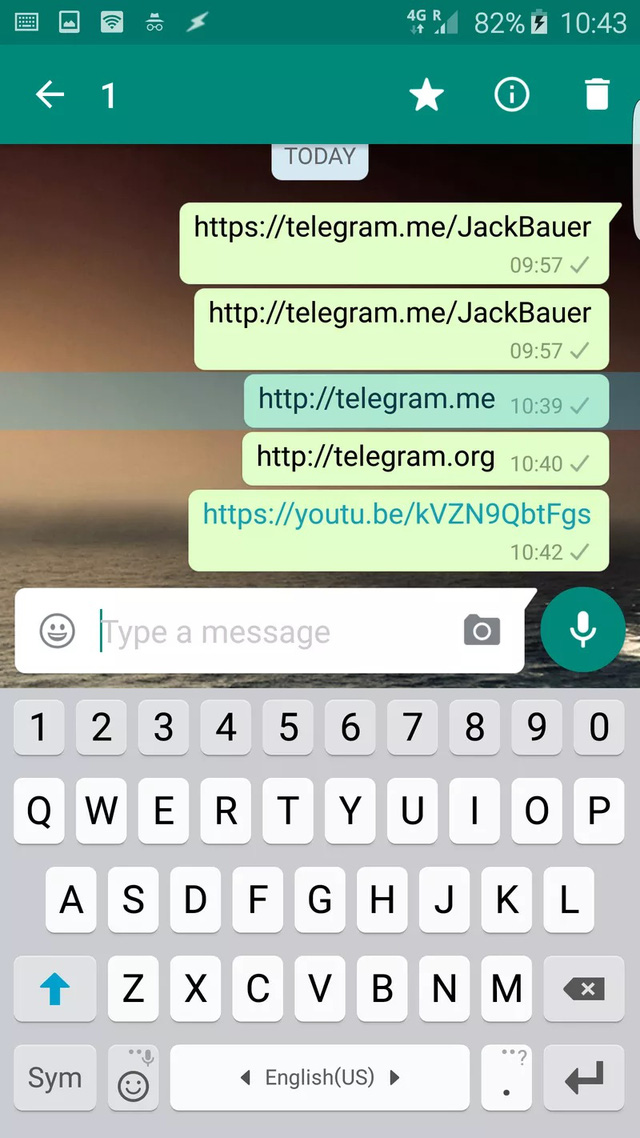 4G R 82% 10:43
1
TODAY
https://telegram.me/JackBauer
09:57
http://telegram.me/JackBauer
09:57
http://telegram.me 10:39
http://telegram.org 10:40
https://youtu.be/kVZN9QbtFgs
10:42
Type a message
1 2 3 4 5 6 7 8 9 0
Q W E R T Y U I O P
A S D F G H J K L
Z X C V B N M
Sym English(US) . ?